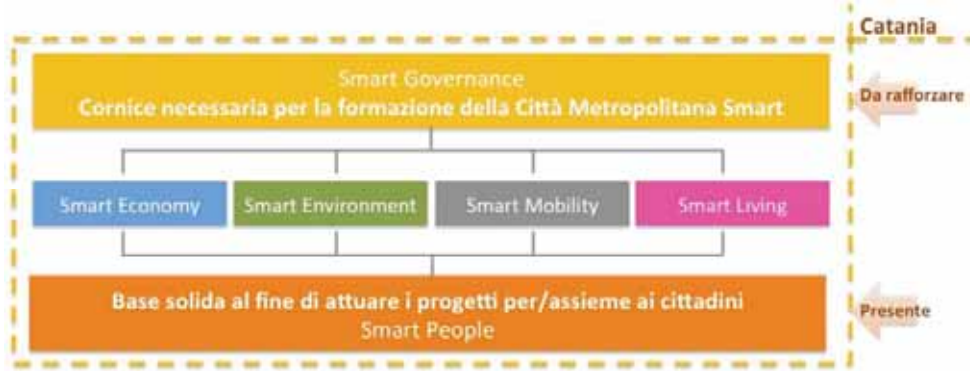 Catania
Smart Governance
Cornice necessaria per la formazione della Città Metropolitana Smart
Da rafforzare
Smart Economy
Smart Environment
Smart Mobility
Smart Living
Base solida al fine di attuare i progetti per/assieme ai cittadini
Smart People
Presente